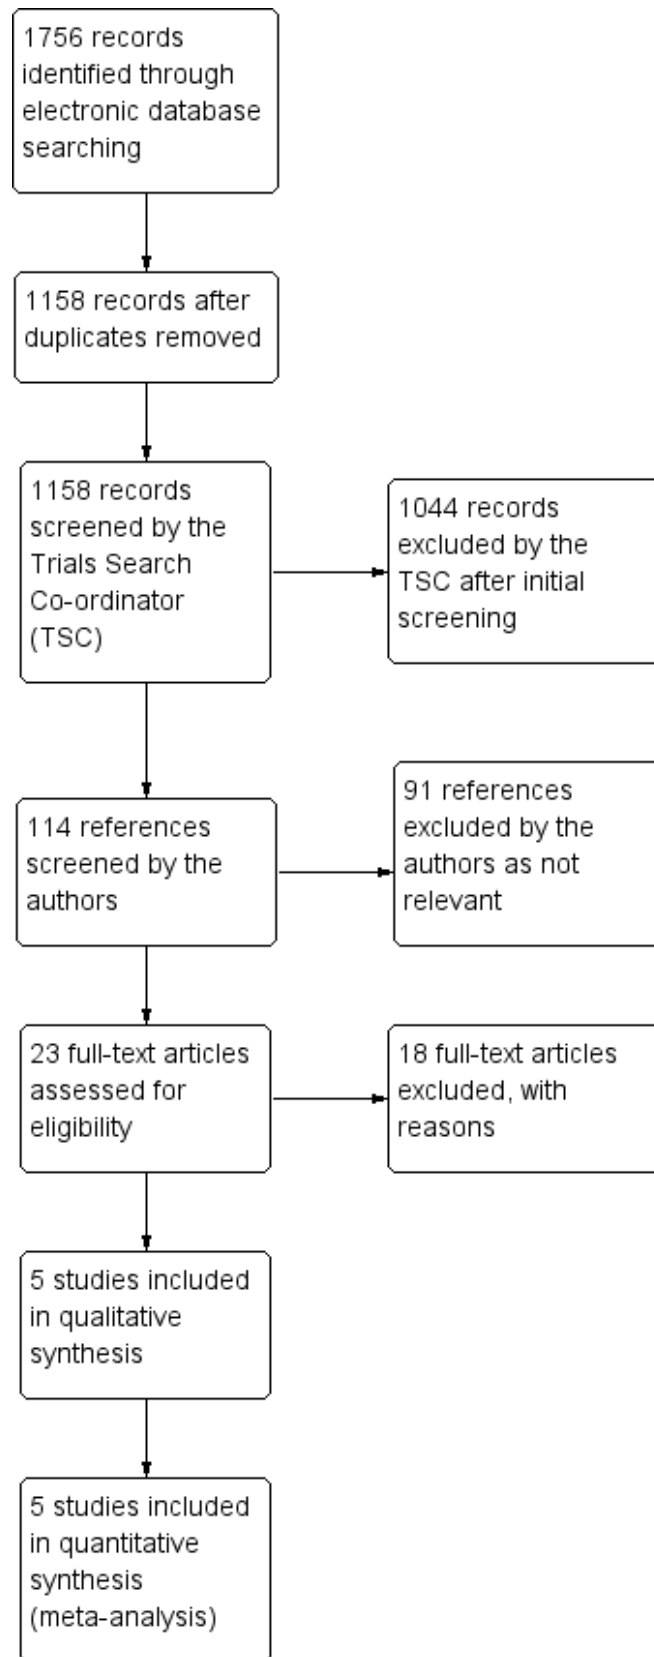 1756 records
identified through
electronic database
searching
1158 records after
duplicates removed
1158 records
screened by the
Trials Search
Co-ordinator
(TSC)
1044 records
excluded by the
TSC after initial
screening
114 references
screened by the
authors
91 references
excluded by the
authors as not
relevant
23 full-text articles
assessed for
eligibility
18 full-text articles
excluded, with
reasons
5 studies included
in qualitative
synthesis
5 studies included
in quantitative
synthesis
(meta-analysis)